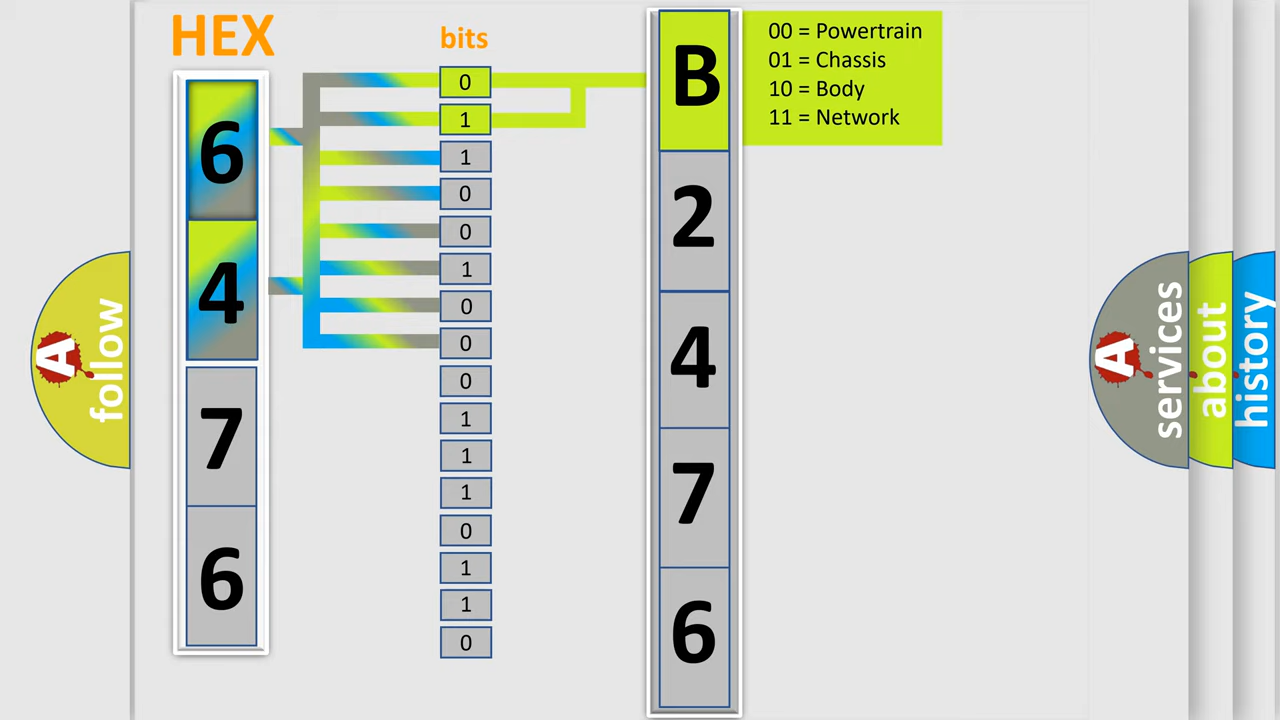 HEX
bits
6
4
7
6
0
1
1
0
0
1
0
0
0
1
1
1
0
1
1
0
B
2
4
7
6
00 = Powertrain
01 = Chassis
10 = Body
11 = Network
A
follow
A
services
about
history